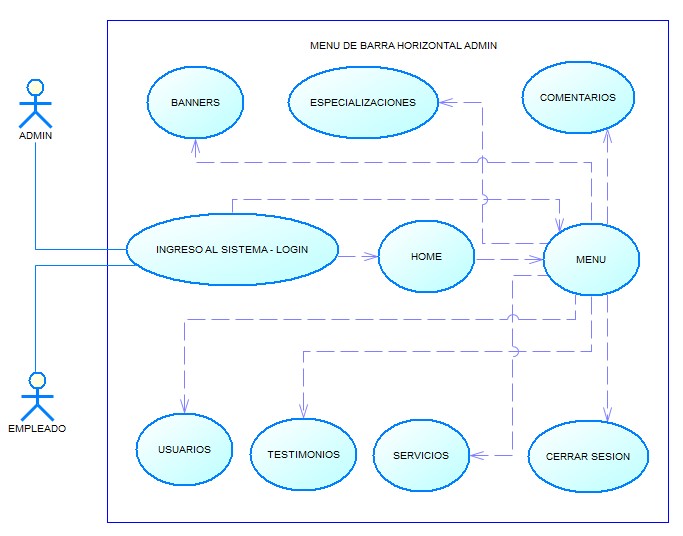 MENU DE BARRA HORIZONTAL ADMIN
BANNERS
ESPECIALIZACIONES
COMENTARIOS
ADMIN
INGRESO AL SISTEMA - LOGIN
HOME
MENU
EMPLEADO
USUARIOS
TESTIMONIOS
SERVICIOS
CERRAR SESION